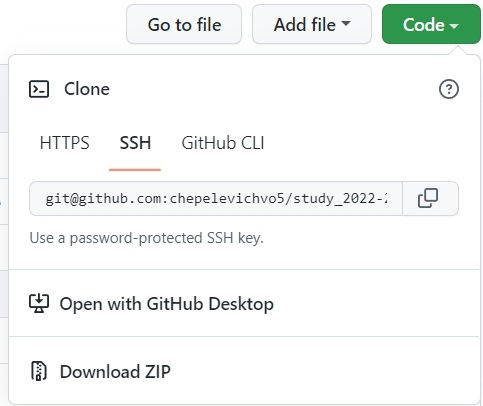 Go to file Add file Code
Clone
HTTPS SSH GitHub CLI
git@github.com:chepelevichvo5/study_2022-2
Use a password-protected SSH key.
Open with GitHub Desktop
Download ZIP